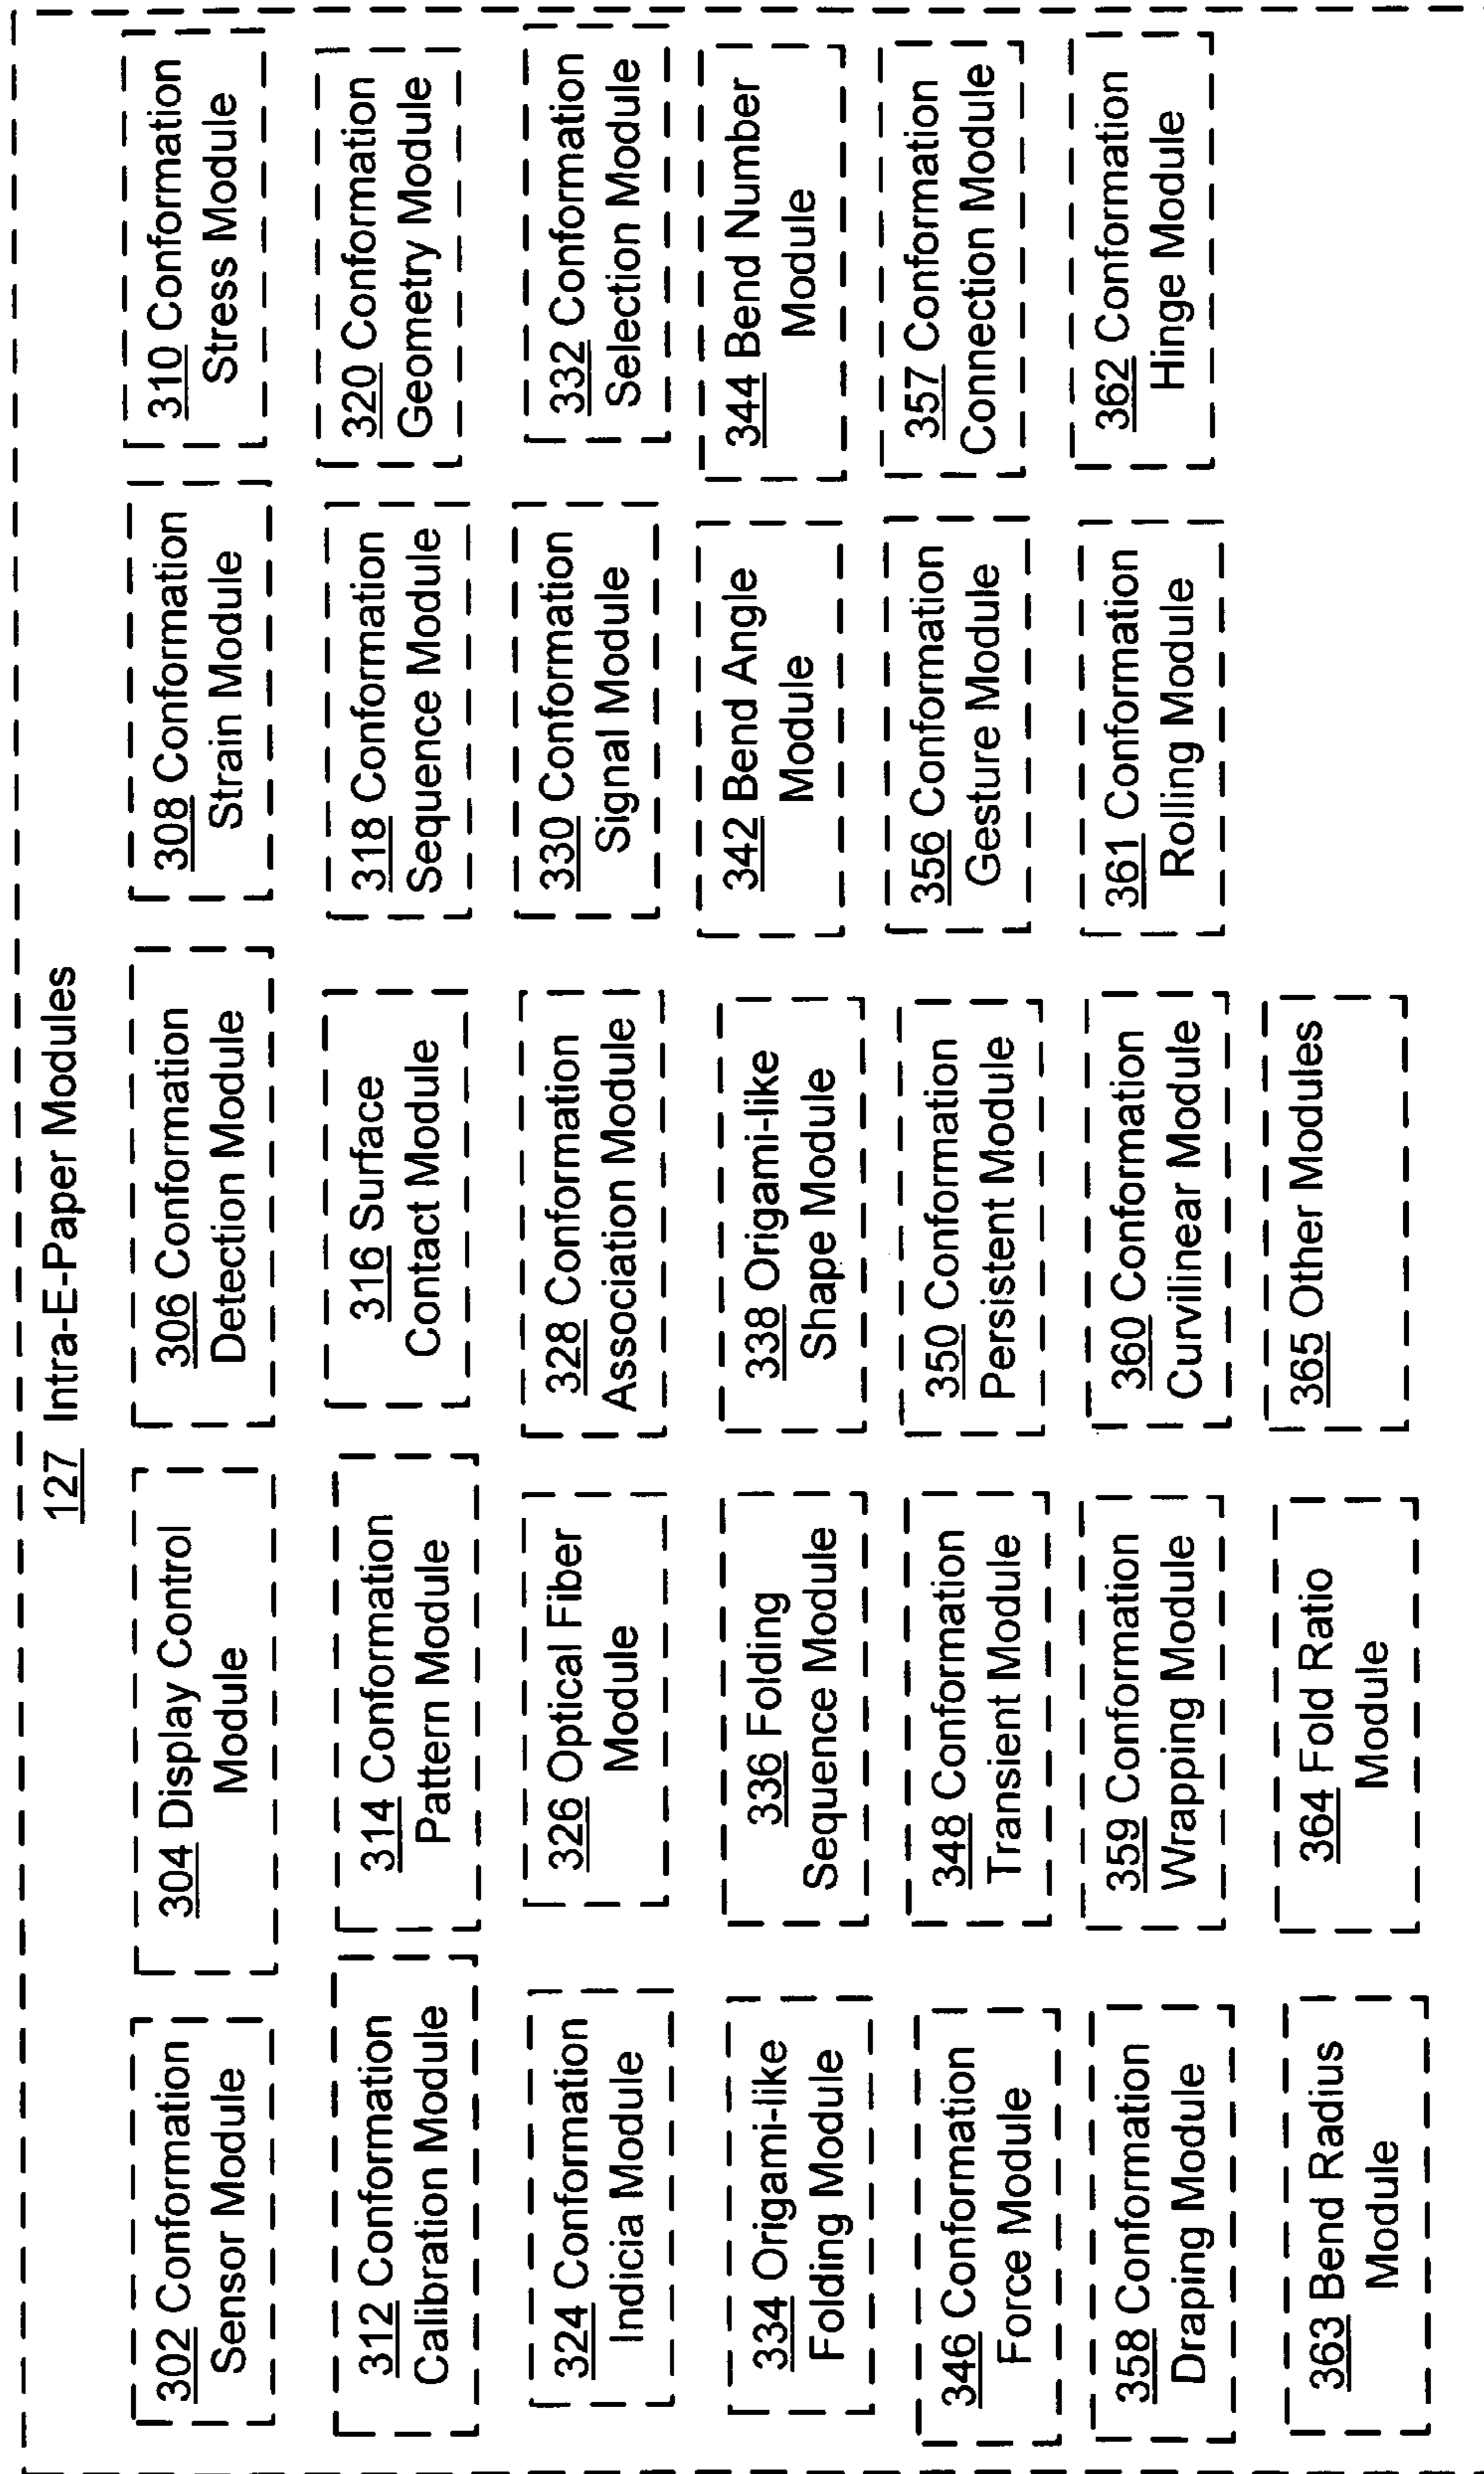 127 Intra-E-Paper Modules
302 Conformation
Sensor Module
304 Display Control
Module
306 Conformation
Detection Module
308 Conformation
Strain Module
310 Conformation
Stress Module
312 Conformation
Calibration Module
314 Conformation
Pattern Module
316 Surface
Contact Module
318 Conformation
Sequence Module
320 Conformation
Geometry Module
324 Conformation
Indicia Module
326 Optical Fiber
Module
328 Conformation
Association Module
330 Conformation
Signal Module
332 Conformation
Selection Module
334 Origami-like
Folding Module
336 Folding
Sequence Module
338 Origami-like
Shape Module
342 Bend Angle
Module
344 Bend Number
Module
346 Conformation
Force Module
348 Conformation
Transient Module
350 Conformation
Persistent Module
356 Conformation
Gesture Module
357 Conformation
Connection Module
358 Conformation
Draping Module
359 Conformation
Wrapping Module
360 Conformation
Curvilinear Module
361 Conformation
Rolling Module
362 Conformation
Hinge Module
363 Bend Radius
Module
364 Fold Ratio
Module
365 Other Modules